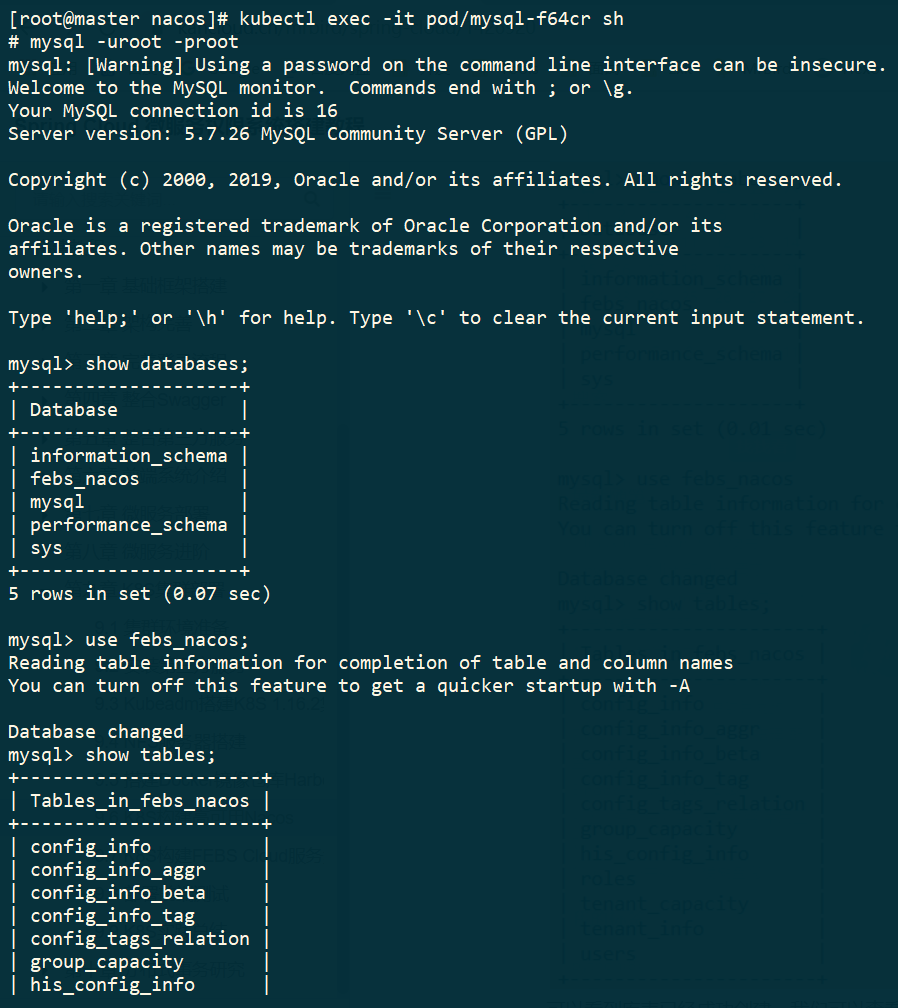 [root@master nacos]# kubectl exec -it pod/mysql-f64cr sh
# mysql -uroot -proot
mysql: [Warning] Using a password on the command line interface can be insecure.
Welcome to the MySQL monitor.  Commands end with ; or \g.
Your MySQL connection id is 16
Server version: 5.7.26 MySQL Community Server (GPL)

Copyright (c) 2000, 2019, Oracle and/or its affiliates. All rights reserved.

Oracle is a registered trademark of Oracle Corporation and/or its
affiliates. Other names may be trademarks of their respective
owners.

Type 'help;' or '\h' for help. Type '\c' to clear the current input statement.

mysql> show databases;
+--------------------+
| Database           |
+--------------------+
| information_schema |
| febs_nacos         |
| mysql              |
| performance_schema |
| sys                |
+--------------------+
5 rows in set (0.07 sec)

mysql> use febs_nacos;
Reading table information for completion of table and column names
You can turn off this feature to get a quicker startup with -A

Database changed
mysql> show tables;
+----------------------+
| Tables_in_febs_nacos |
+----------------------+
| config_info          |
| config_info_aggr     |
| config_info_beta     |
| config_info_tag      |
| config_tags_relation |
| group_capacity       |
| his_config_info      |